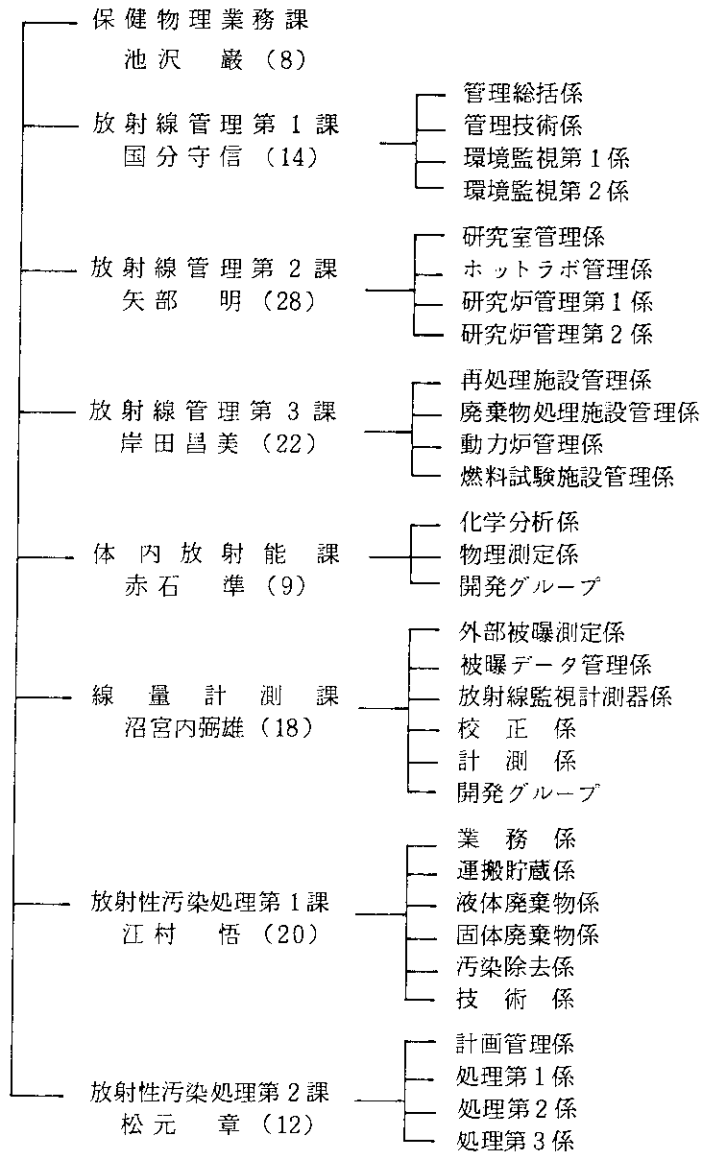 保健物理業務課
池沢 巌 (8)
放射線管理第1課
国分守信 (14)
管理総括係
管理技術係
環境監視第1係
環境監視第2係
放射線管理第2課
矢部 明 (28)
研究室管理係
ホットラボ管理係
研究炉管理第1係
研究炉管理第2係
放射線管理第3課
岸田昌美 (22)
再処理施設管理係
廃棄物処理施設管理係
動力炉管理係
燃料試験施設管理係
体内放射能課
赤石 準 (9)
化学分析係
物理測定係
開発グループ
線量計測課
沼宮内弼雄 (18)
外部被曝測定係
被曝データ管理係
放射線監視計測器係
校正係
計測係
開発グループ
放射性汚染処理第1課
江村 悟 (20)
業務係
運搬貯蔵係
液体廃棄物係
固体廃棄物係
汚染除去係
技術係
放射性汚染処理第2課
松元 章 (12)
計画管理係
処理第1係
処理第2係
処理第3係